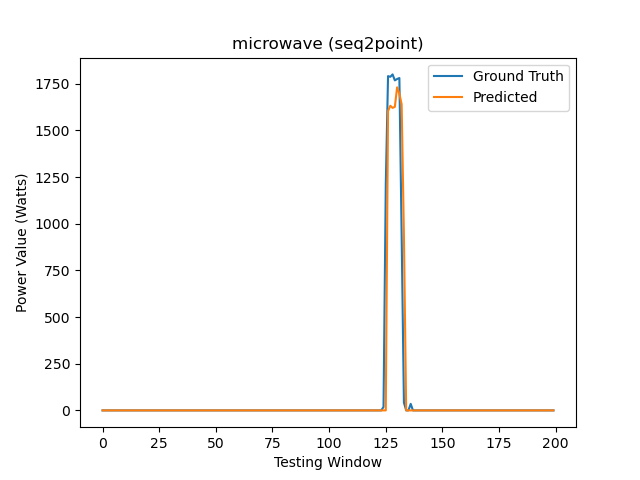 microwave (seq2point)
Ground Truth
Predicted
1750
1500
1250
1000
750
500
250
0
Power Value (Watts)
0 25 50 75 100 125 150 175 200
Testing Window